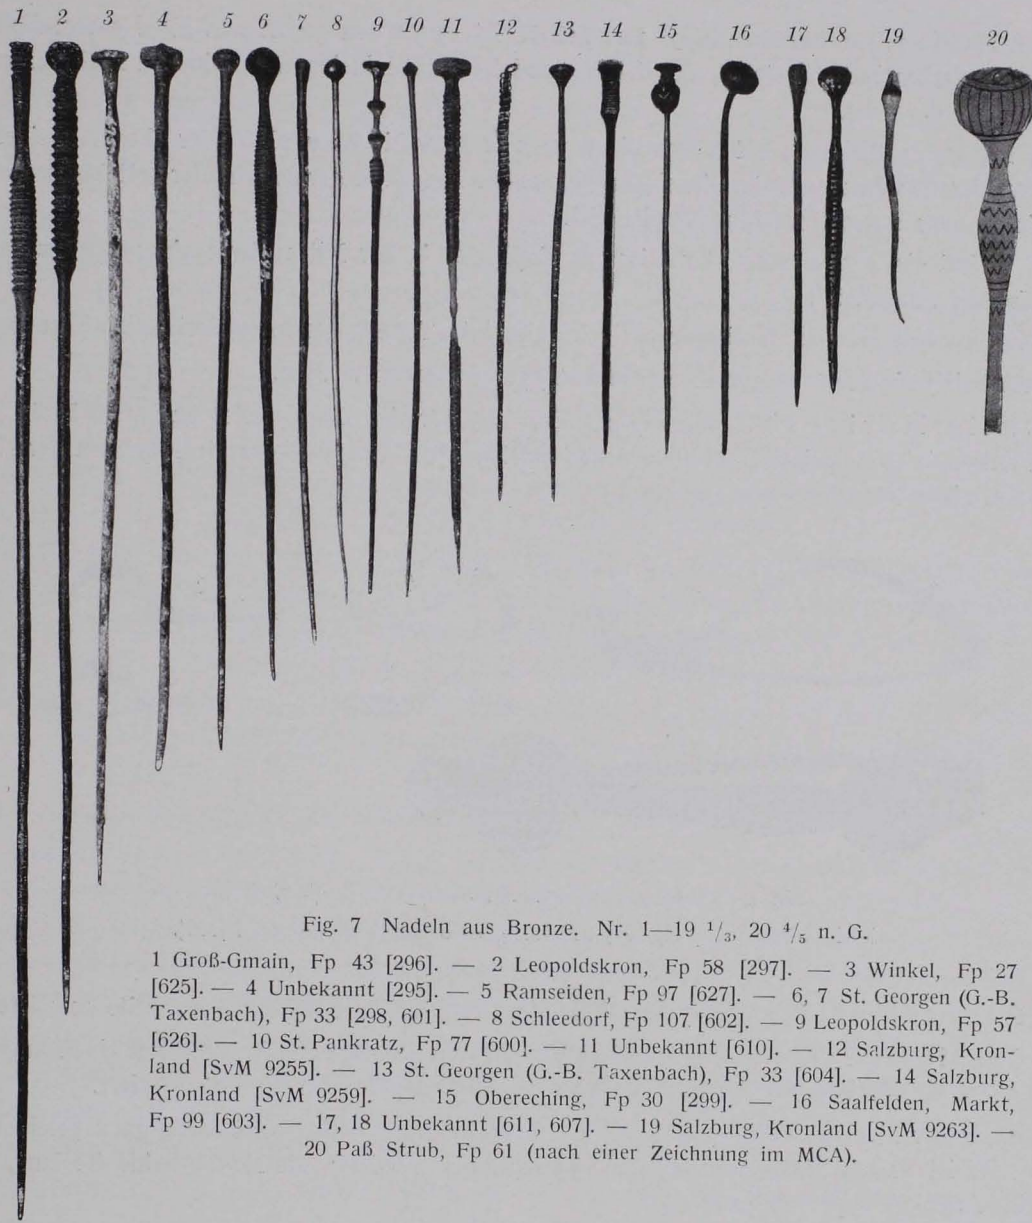 1 2 3 4 5 6 7 8 9 10 11 12 13 14 15 16 17 18 19 20
Fig. 7 Nadeln aus Bronze. Nr. 1—19 ¹/₃, 20 ⁴/₅ n. G.
1 Groß-Gmain, Fp 43 [296]. — 2 Leopoldskron, Fp 58 [297]. — 3 Winkel, Fp 27
[625]. — 4 Unbekannt [295]. — 5 Ramseiden, Fp 97 [627]. — 6, 7 St. Georgen (G.-B.
Taxenbach), Fp 33 [298, 601]. — 8 Schleedorf, Fp 107 [602]. — 9 Leopoldskron, Fp 57
[626]. — 10 St. Pankratz, Fp 77 [600]. — 11 Unbekannt [610]. — 12 Salzburg, Kron-
land [SvM 9255]. — 13 St. Georgen (G.-B. Taxenbach), Fp 33 [604]. — 14 Salzburg,
Kronland [SvM 9259]. — 15 Obereching, Fp 30 [299]. — 16 Saalfelden, Markt,
Fp 99 [603]. — 17, 18 Unbekannt [611, 607]. — 19 Salzburg, Kronland [SvM 9263]. —
20 Paß Strub, Fp 61 (nach einer Zeichnung im MCA).